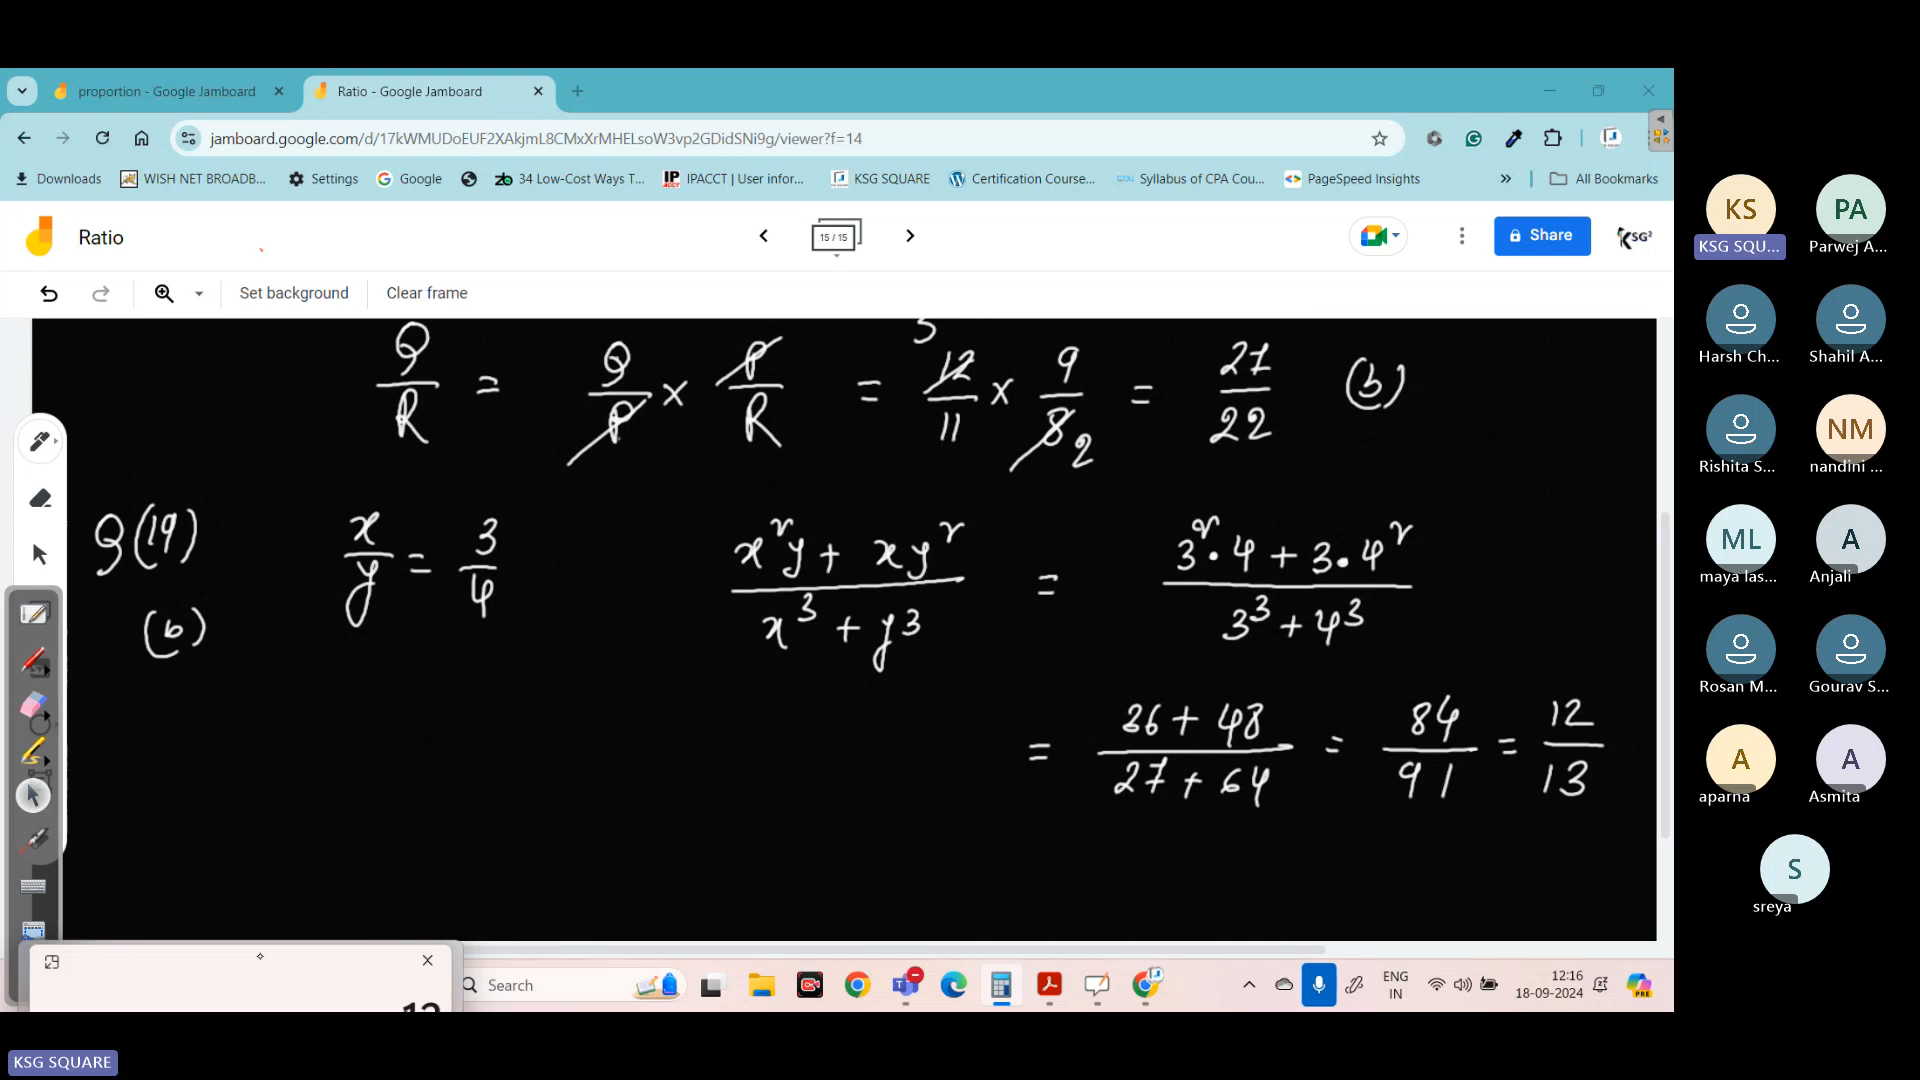 proportion - Google Jamboard
Ratio - Google Jamboard
jamboard.google.com/d/17kWMUDoEUF2XAkjmL8CMxXrMHELsoW3vp2GDidSNi9g/viewer?f=14
Downloads WISH NET BROADB... Settings Google 34 Low-Cost Ways T... IPACCT | User infor... KSG SQUARE Certification Course... Syllabus of CPA Cou... PageSpeed Insights » All Bookmarks
Ratio 15 / 15 Share KSG²
Set background Clear frame
Q/R = Q/P × P/R = 3 12/11 × 9/8 2 = 27/22 (b)
Q(19) x/y = 3/4 (x²y + xy²)/(x³ + y³) = (3²·4 + 3·4²)/(3³ + 4³)
(b)
= (36 + 48)/(27 + 64) = 84/91 = 12/13
Search
ENG
IN
12:16
18-09-2024
PRE
KS
KSG SQU...
PA
Parwej A...
Harsh Ch...
Shahil A...
Rishita S...
NM
nandini ...
ML
maya las...
A
Anjali
Rosan M...
Gourav S...
A
aparna
A
Asmita
S
sreya
KSG SQUARE